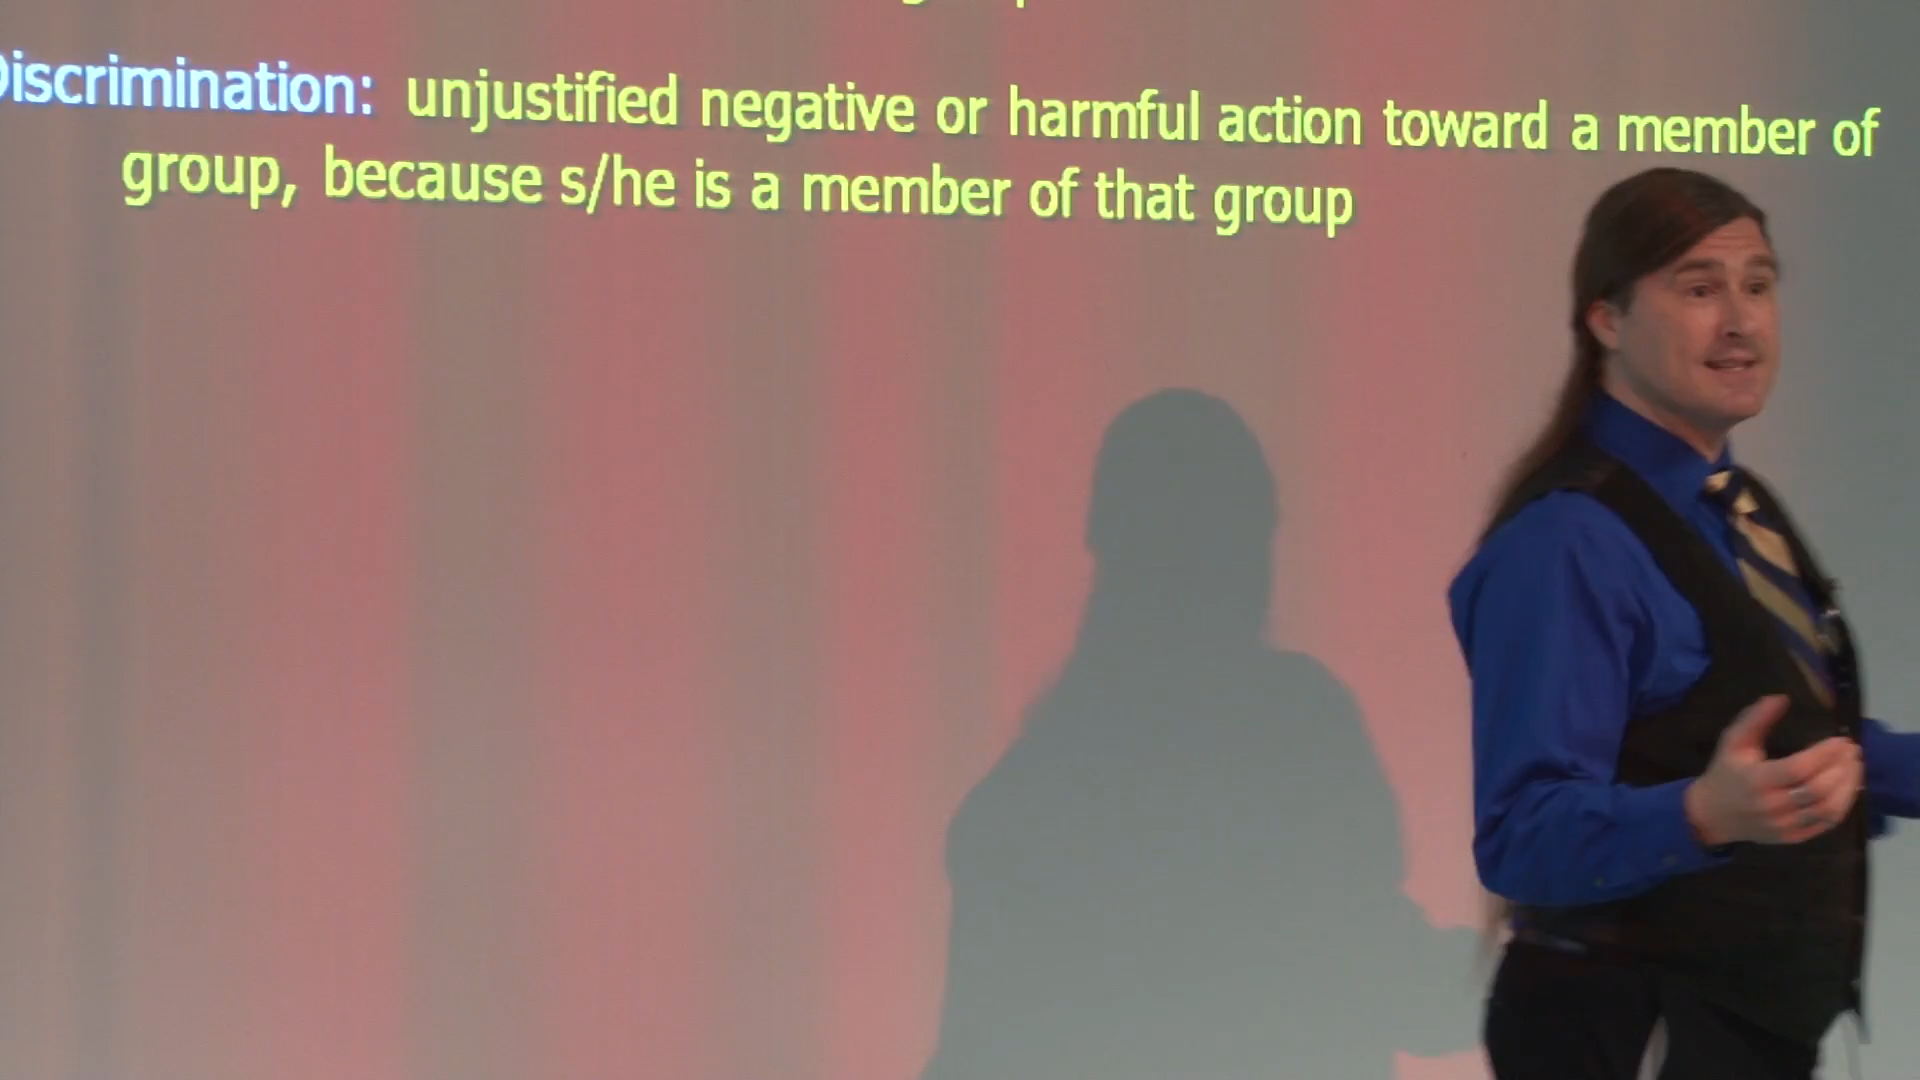 Discrimination: unjustified negative or harmful action toward a member of
group, because s/he is a member of that group